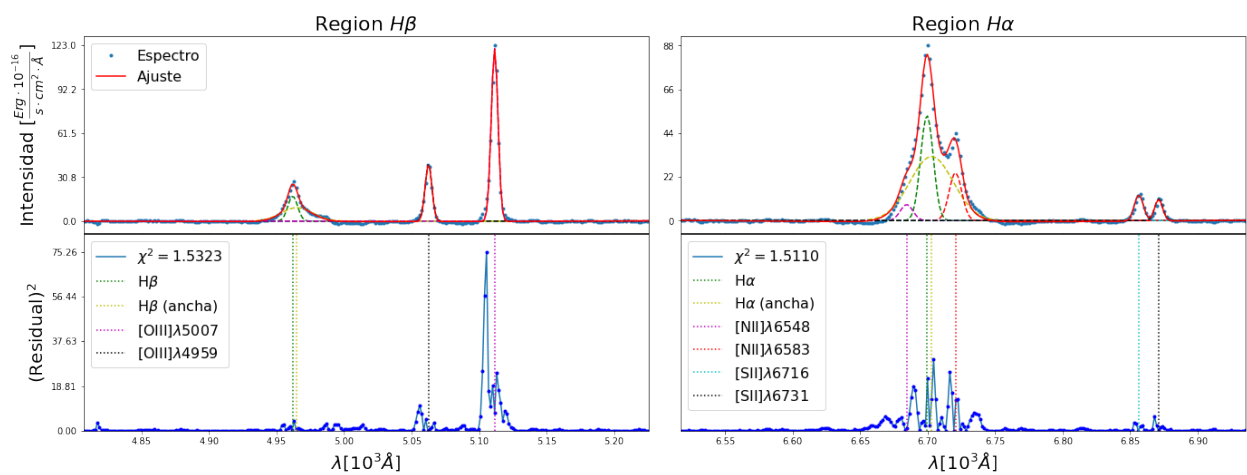 Region Hβ
Region Hα
Intensidad [Erg · 10⁻¹⁶ / s · cm² · Å]
123.0
92.2
61.5
30.8
0.0
Espectro
Ajuste
88
66
44
22
0
(Residual)²
75.26
56.44
37.63
18.81
0.00
χ² = 1.5323
Hβ
Hβ (ancha)
[OIII]λ5007
[OIII]λ4959
χ² = 1.5110
Hα
Hα (ancha)
[NII]λ6548
[NII]λ6583
[SII]λ6716
[SII]λ6731
4.85 4.90 4.95 5.00 5.05 5.10 5.15 5.20
λ[10³Å]
6.55 6.60 6.65 6.70 6.75 6.80 6.85 6.90
λ[10³Å]